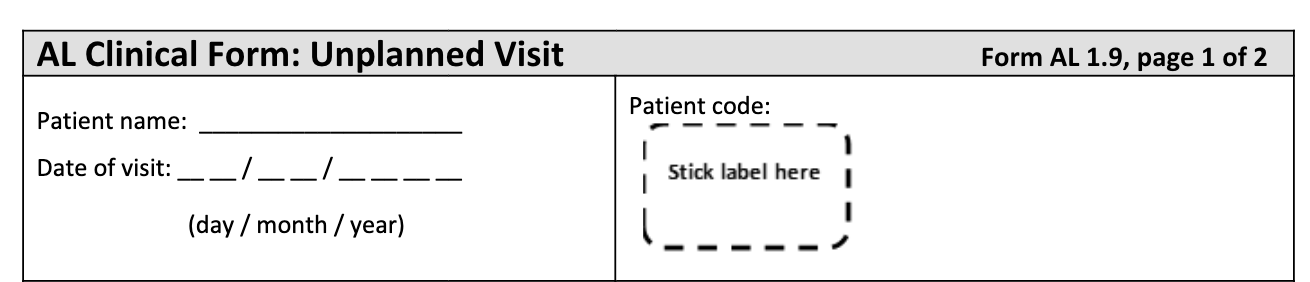 AL Clinical Form: Unplanned Visit Form AL 1.9, page 1 of 2
Patient name: ____________________
Date of visit: __ __ / __ __ / __ __ __ __
(day / month / year)
Patient code:
Stick label here